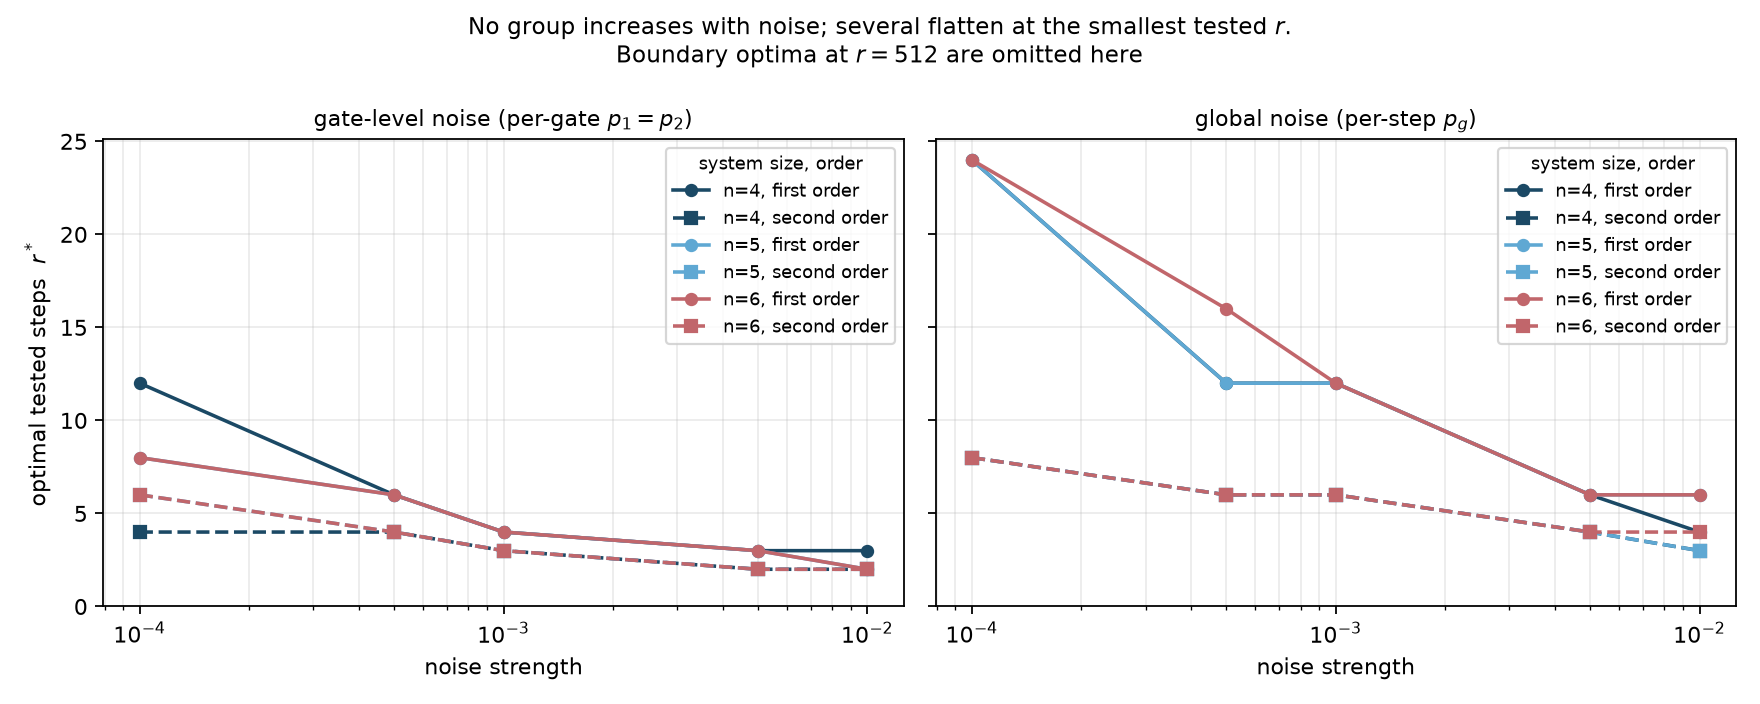 No group increases with noise; several flatten at the smallest tested r.
Boundary optima at r = 512 are omitted here
gate-level noise (per-gate p₁ = p₂)
25
20
15
10
5
0
optimal tested steps r*
system size, order
n=4, first order
n=4, second order
n=5, first order
n=5, second order
n=6, first order
n=6, second order
10⁻⁴
10⁻³
10⁻²
noise strength
global noise (per-step p_g)
system size, order
n=4, first order
n=4, second order
n=5, first order
n=5, second order
n=6, first order
n=6, second order
10⁻⁴
10⁻³
10⁻²
noise strength